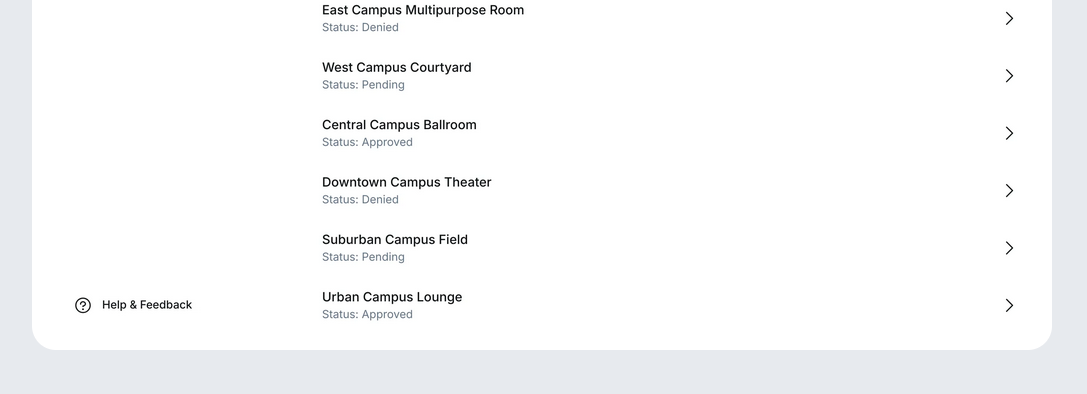 East Campus Multipurpose Room
Status: Denied
West Campus Courtyard
Status: Pending
Central Campus Ballroom
Status: Approved
Downtown Campus Theater
Status: Denied
Suburban Campus Field
Status: Pending
Help & Feedback
Urban Campus Lounge
Status: Approved